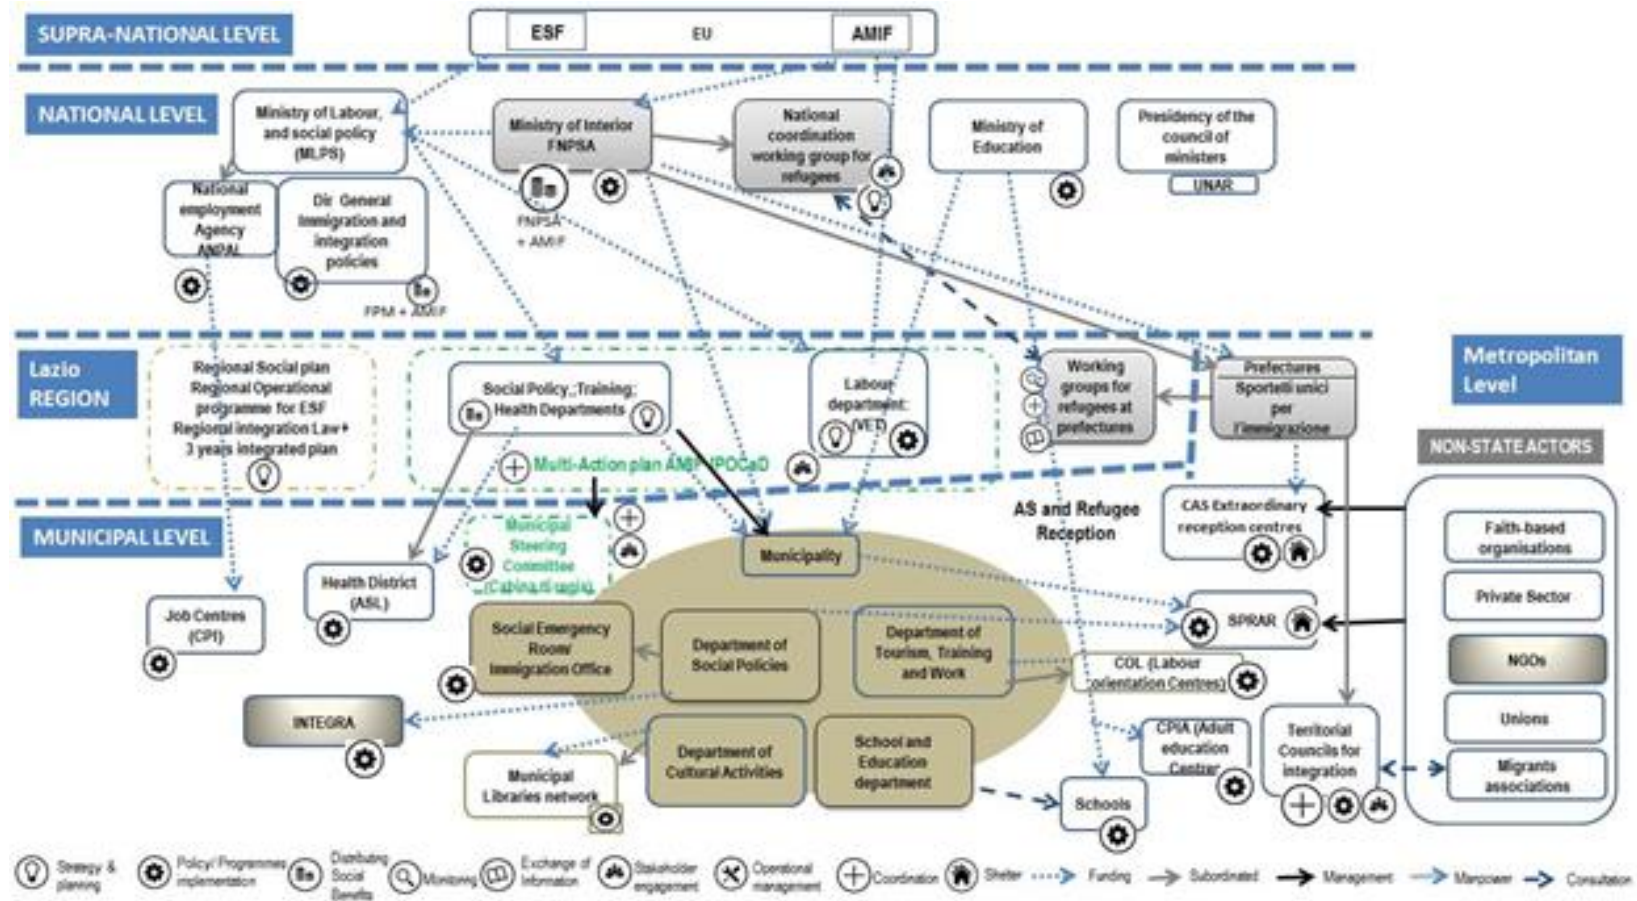 SUPRA-NATIONAL LEVEL
ESF
EU
AMIF
NATIONAL LEVEL
Ministry of Labour,
and social policy
(MLPS)
Ministry of Interior
FNPSA
National
coordination
working group for
refugees
Ministry of
Education
Presidency of the
council of
ministers
UNAR
National
employment
Agency
ANPAL
Dir General
Immigration and
integration
policies
FNPSA
+ AMIF
FPM + AMIF
Lazio
REGION
Regional Social plan
Regional Operational
programme for ESF
Regional integration Law+
3 years integrated plan
Social Policy,;Training;
Health Departments
Labour
department:
(VET)
Working
groups for
refugees at
prefectures
Prefectures
Sportelli unici
per
l'immigrazione
Metropolitan
Level
Multi-Action plan AMIF
NON-STATE ACTORS
MUNICIPAL LEVEL
Municipal
Steering
Committee
(Cabina di regia)
AS and Refugee
Reception
CAS Extraordinary
reception centres
Faith-based
organisations
Municipality
Health District
(ASL)
Job Centres
(CPI)
Private Sector
Social Emergency
Room/
Immigration Office
Department of
Social Policies
Department of
Tourism, Training
and Work
SPRAR
COL (Labour
orientation Centres)
NGOs
INTEGRA
Unions
Department of
Cultural Activities
School and
Education
department
CPIA (Adult
education
Centre
Territorial
Councils for
integration
Migrants
associations
Municipal
Libraries network
Schools
Strategy &
planning
Policy/ Programmes
implementation
Distributing
Social
Benefits
Monitoring
Exchange of
Information
Stakeholder
engagement
Operational
management
Coordination
Shelter
Funding
Subordinated
Management
Manpower
Consultation